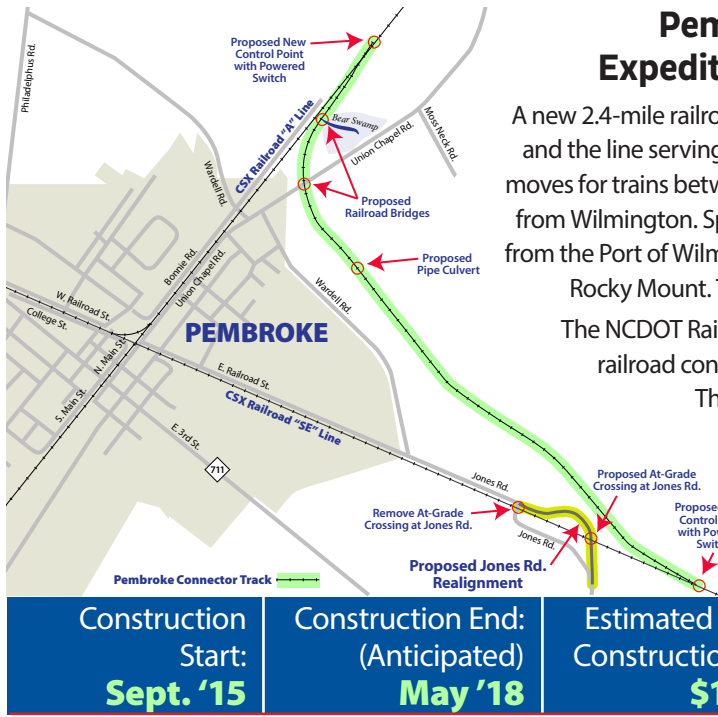 Pem
Expedit
A new 2.4-mile railro
and the line serving
moves for trains betw
from Wilmington. Sp
from the Port of Wilm
Rocky Mount. T
The NCDOT Rai
railroad con
Th
Proposed New
Control Point
with Powered
Switch
Philadelphus Rd.
CSX Railroad "A" Line
Bear Swamp
Union Chapel Rd.
Moss Neck Rd.
Wardell Rd.
Proposed
Railroad Bridges
Proposed
Pipe Culvert
Bonnie Rd.
Union Chapel Rd.
Wardell Rd.
W. Railroad St.
College St.
N. Main St.
S. Main St.
PEMBROKE
E. Railroad St.
CSX Railroad "SE" Line
E. 3rd St.
711
Jones Rd.
Remove At-Grade
Crossing at Jones Rd.
Jones Rd.
Proposed At-Grade
Crossing at Jones Rd.
Proposed Jones Rd.
Realignment
Propose
Control
with Pow
Swit
Pembroke Connector Track
Construction
Start:
Sept. ‘15
Construction End:
(Anticipated)
May ’18
Estimated
Constructio
$1